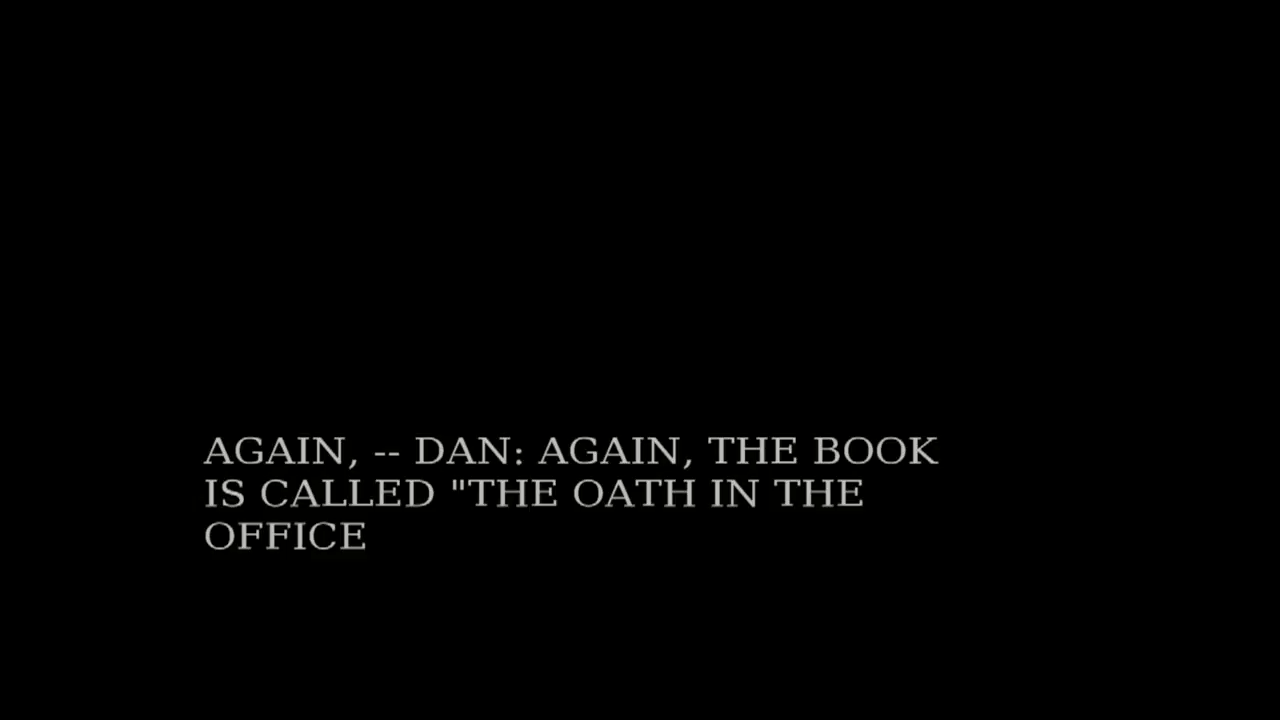 AGAIN, -- DAN: AGAIN, THE BOOK
IS CALLED "THE OATH IN THE
OFFICE